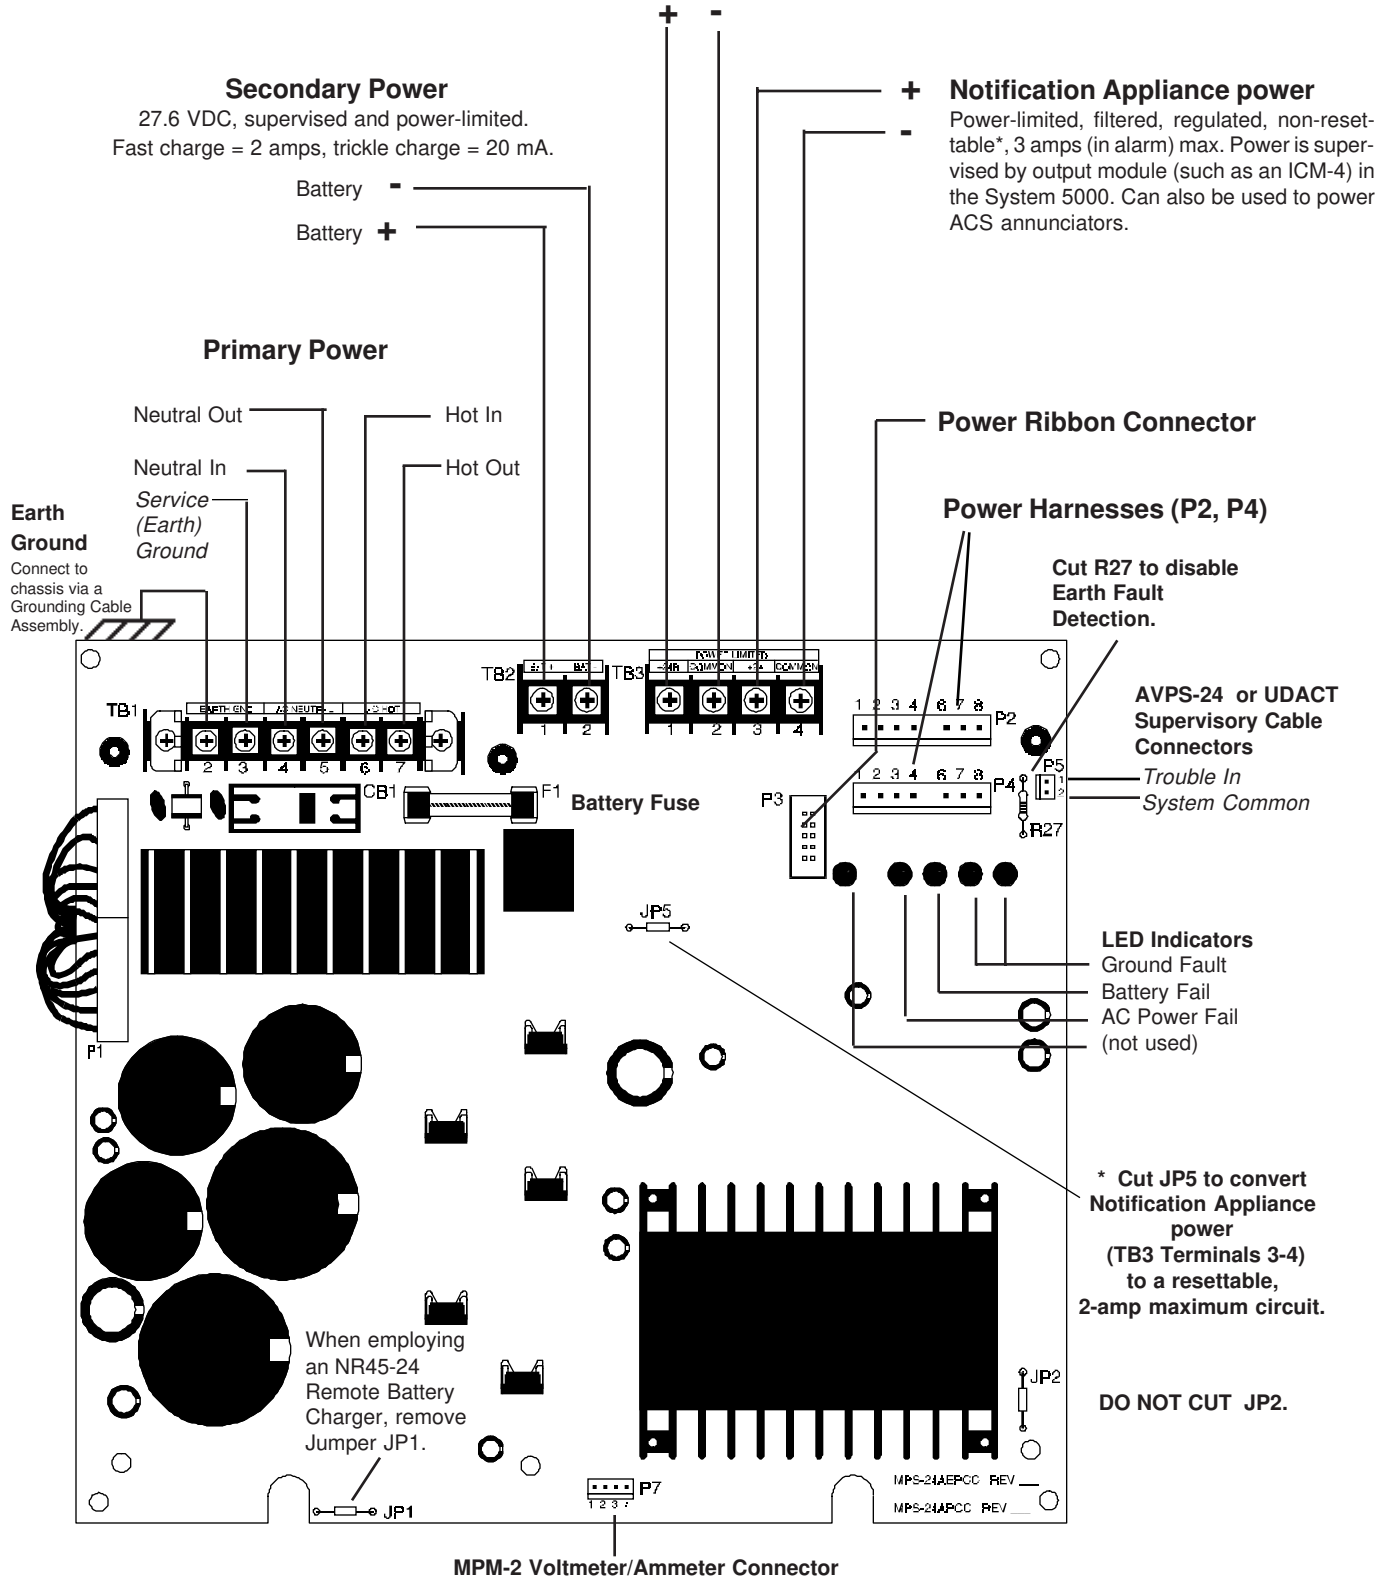 + -
Secondary Power
27.6 VDC, supervised and power-limited.
Fast charge = 2 amps, trickle charge = 20 mA.
Battery -
Battery +
+ Notification Appliance power
- Power-limited, filtered, regulated, non-reset-
table*, 3 amps (in alarm) max. Power is super-
vised by output module (such as an ICM-4) in
the System 5000. Can also be used to power
ACS annunciators.
Primary Power
Neutral Out
Hot In
Neutral In
Hot Out
Service
(Earth)
Ground
Earth
Ground
Connect to
chassis via a
Grounding Cable
Assembly.
Power Ribbon Connector
Power Harnesses (P2, P4)
Cut R27 to disable
Earth Fault
Detection.
AVPS-24 or UDACT
Supervisory Cable
Connectors
Trouble In
System Common
TB1
EARTH GND
2 3 4 5 6 7
TB2
1 2
TB3
POWER LIMITED
COMMON
COMMON
1 2 3 4
1 2 3 4 6 7 8
P2
1 2 3 4 6 7 8
P4
P5
1
2
R27
P3
CB1
F1
Battery Fuse
JP5
P1
LED Indicators
Ground Fault
Battery Fail
AC Power Fail
(not used)
* Cut JP5 to convert
Notification Appliance
power
(TB3 Terminals 3-4)
to a resettable,
2-amp maximum circuit.
When employing
an NR45-24
Remote Battery
Charger, remove
Jumper JP1.
JP2
DO NOT CUT JP2.
JP1
P7
1 2 3
MPS-24AEPCC REV __
MPS-24APCC REV __
MPM-2 Voltmeter/Ammeter Connector